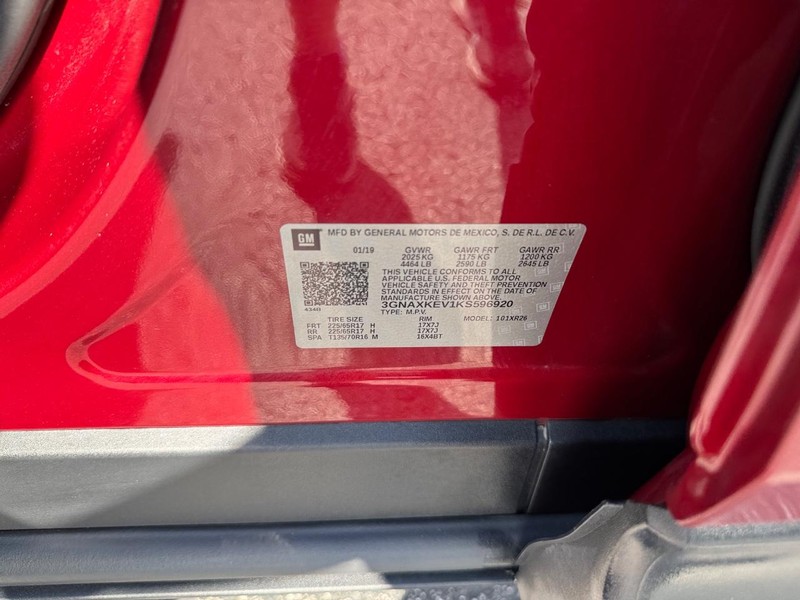 GM
MFD BY GENERAL MOTORS DE MEXICO, S. DE R.L. DE C.V.
01/19 GVWR GAWR FRT GAWR RR
2025 KG 1175 KG 1200 KG
4464 LB 2590 LB 2645 LB
THIS VEHICLE CONFORMS TO ALL
APPLICABLE U.S. FEDERAL MOTOR
VEHICLE SAFETY AND THEFT PREVENTION
STANDARDS IN EFFECT ON THE DATE OF
MANUFACTURE SHOWN ABOVE.
3GNAXKEV1KS596920
TYPE: M.P.V. MODEL: 101XR26
TIRE SIZE RIM
FRT 225/65R17 H 17X7J
RR 225/65R17 H 17X7J
SPA T135/70R16 M 16X4BT